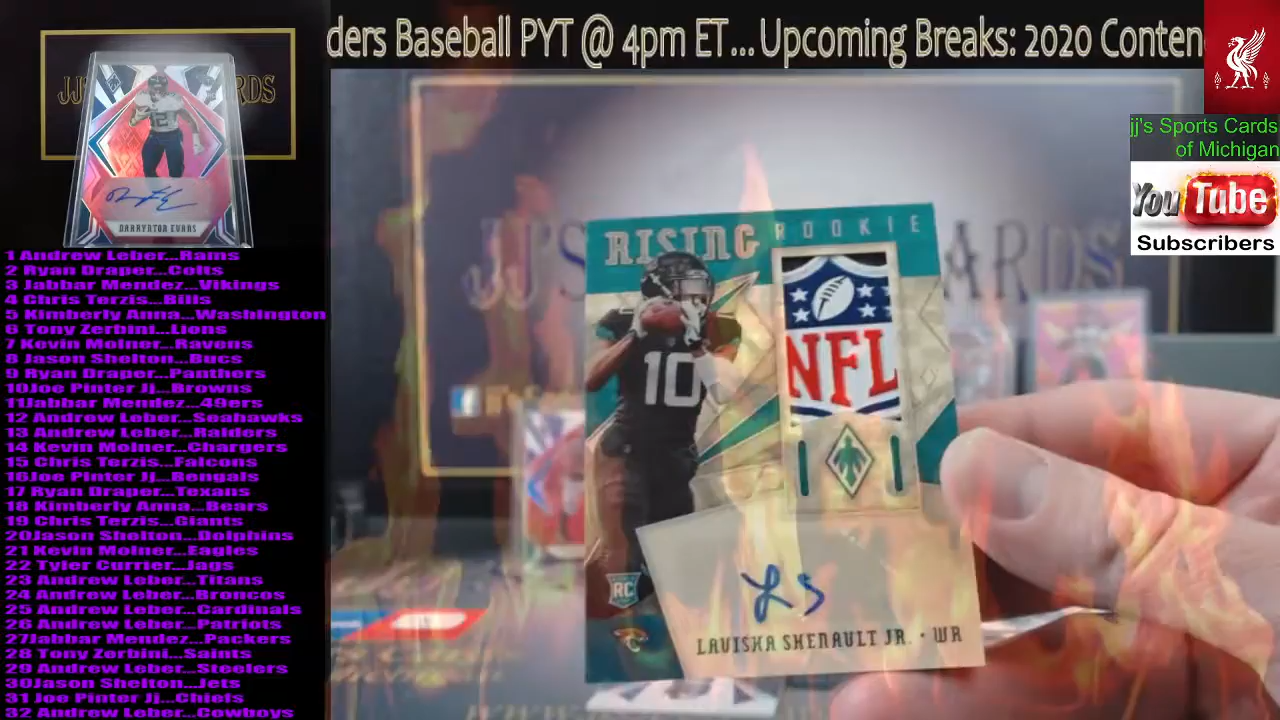 ders Baseball PYT @ 4pm ET... Upcoming Breaks: 2020 Conten
jj's Sports Cards
of Michigan
YouTube
Subscribers
DARRYNTON EVANS
1 Andrew Leber...Rams
2 Ryan Draper...Colts
3 Jabbar Mendez...Vikings
4 Chris Terzis...Bills
5 Kimberly Anna...Washington
6 Tony Zerbini...Lions
7 Kevin Molner...Ravens
8 Jason Shelton...Bucs
9 Ryan Draper...Panthers
10Joe Pinter Jj...Browns
11Jabbar Mendez...49ers
12 Andrew Leber...Seahawks
13 Andrew Leber...Raiders
14 Kevin Molner...Chargers
15 Chris Terzis...Falcons
16Joe Pinter Jj...Bengals
17 Ryan Draper...Texans
18 Kimberly Anna...Bears
19 Chris Terzis...Giants
20Jason Shelton...Dolphins
21 Kevin Molner...Eagles
22 Tyler Currier...Jags
23 Andrew Leber...Titans
24 Andrew Leber...Broncos
25 Andrew Leber...Cardinals
26 Andrew Leber...Patriots
27Jabbar Mendez...Packers
28 Tony Zerbini...Saints
29 Andrew Leber...Steelers
30Jason Shelton...Jets
31 Joe Pinter Jj...Chiefs
32 Andrew Leber...Cowboys
RISING ROOKIE
NFL
10
RC
LAVISKA SHENAULT JR. • WR